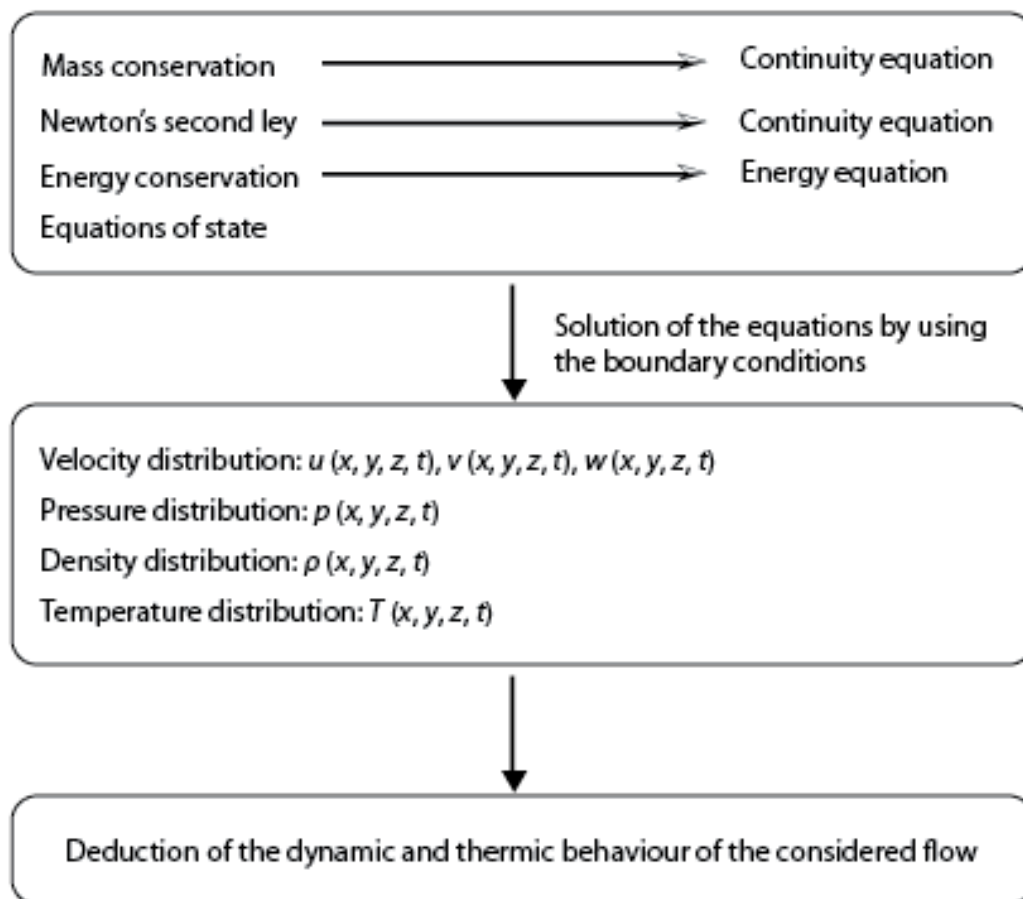 Mass conservation Continuity equation
Newton's second ley Continuity equation
Energy conservation Energy equation
Equations of state
Solution of the equations by using
the boundary conditions
Velocity distribution: u (x, y, z, t), v (x, y, z, t), w (x, y, z, t)
Pressure distribution: p (x, y, z, t)
Density distribution: ρ (x, y, z, t)
Temperature distribution: T (x, y, z, t)
Deduction of the dynamic and thermic behaviour of the considered flow